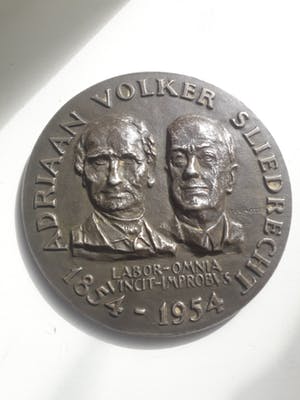 ADRIAAN VOLKER SLIEDRECHT
LABOR-OMNIA
VINCIT-IMPROBVS
1854-1954